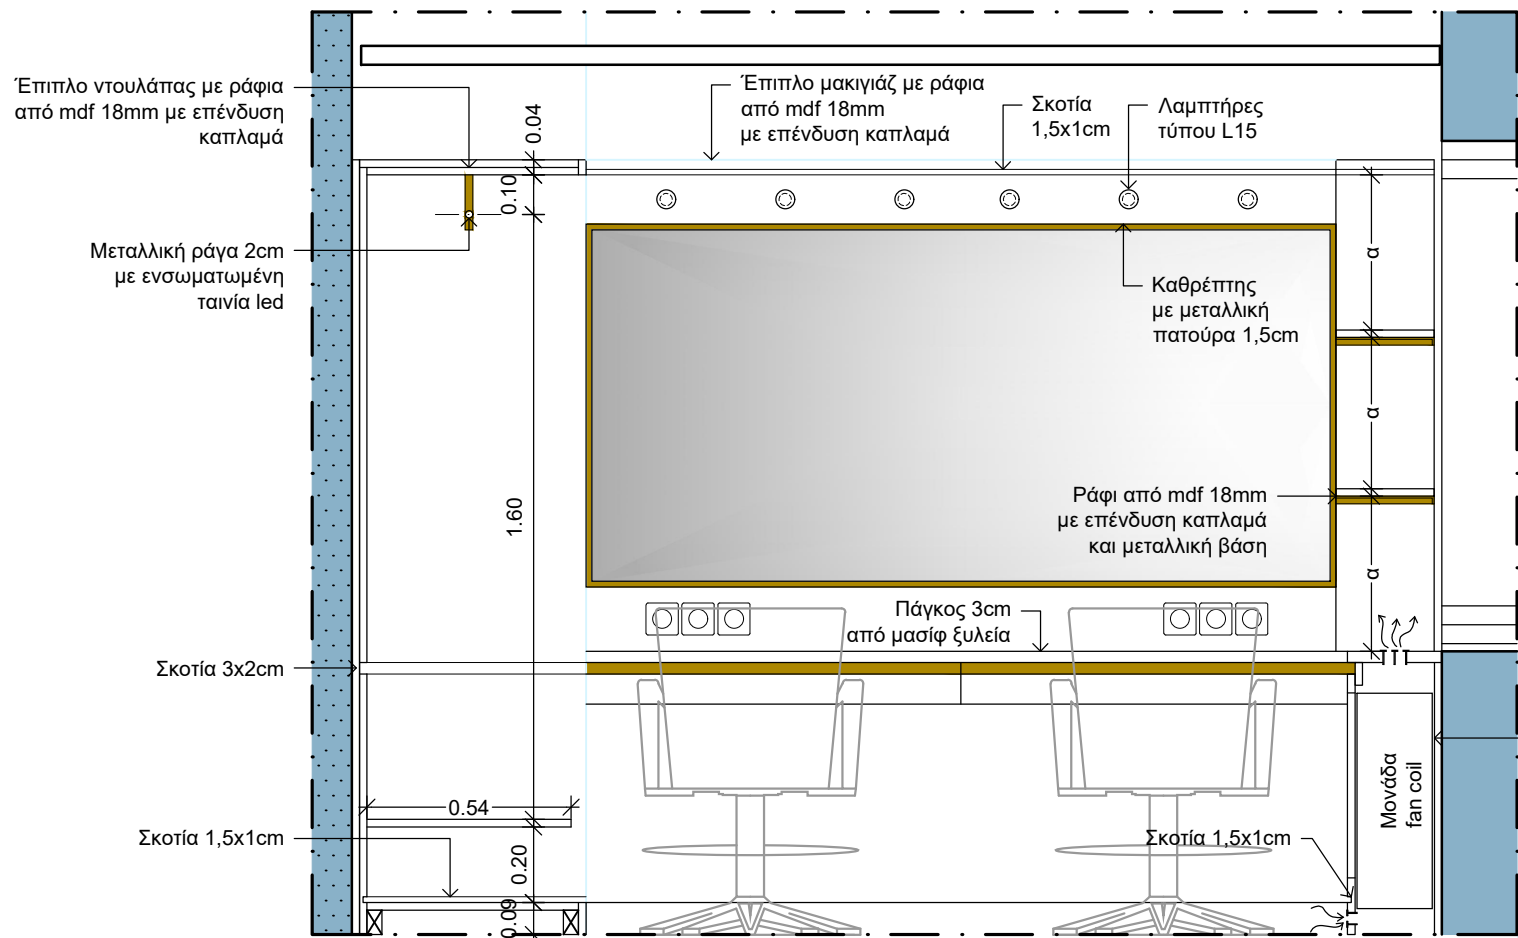 Έπιπλο ντουλάπας με ράφια
από mdf 18mm με επένδυση
καπλαμά
0.04
0.10
Έπιπλο μακιγιάζ με ράφια
από mdf 18mm
με επένδυση καπλαμά
Σκοτία
1,5x1cm
Λαμπτήρες
τύπου L15
Μεταλλική ράγα 2cm
με ενσωματωμένη
ταινία led
α
Καθρέπτης
με μεταλλική
πατούρα 1,5cm
α
1.60
Ράφι από mdf 18mm
με επένδυση καπλαμά
και μεταλλική βάση
α
Πάγκος 3cm
από μασίφ ξυλεία
Σκοτία 3x2cm
0.54
Μονάδα
fan coil
Σκοτία 1,5x1cm
Σκοτία 1,5x1cm
0.20
0.09